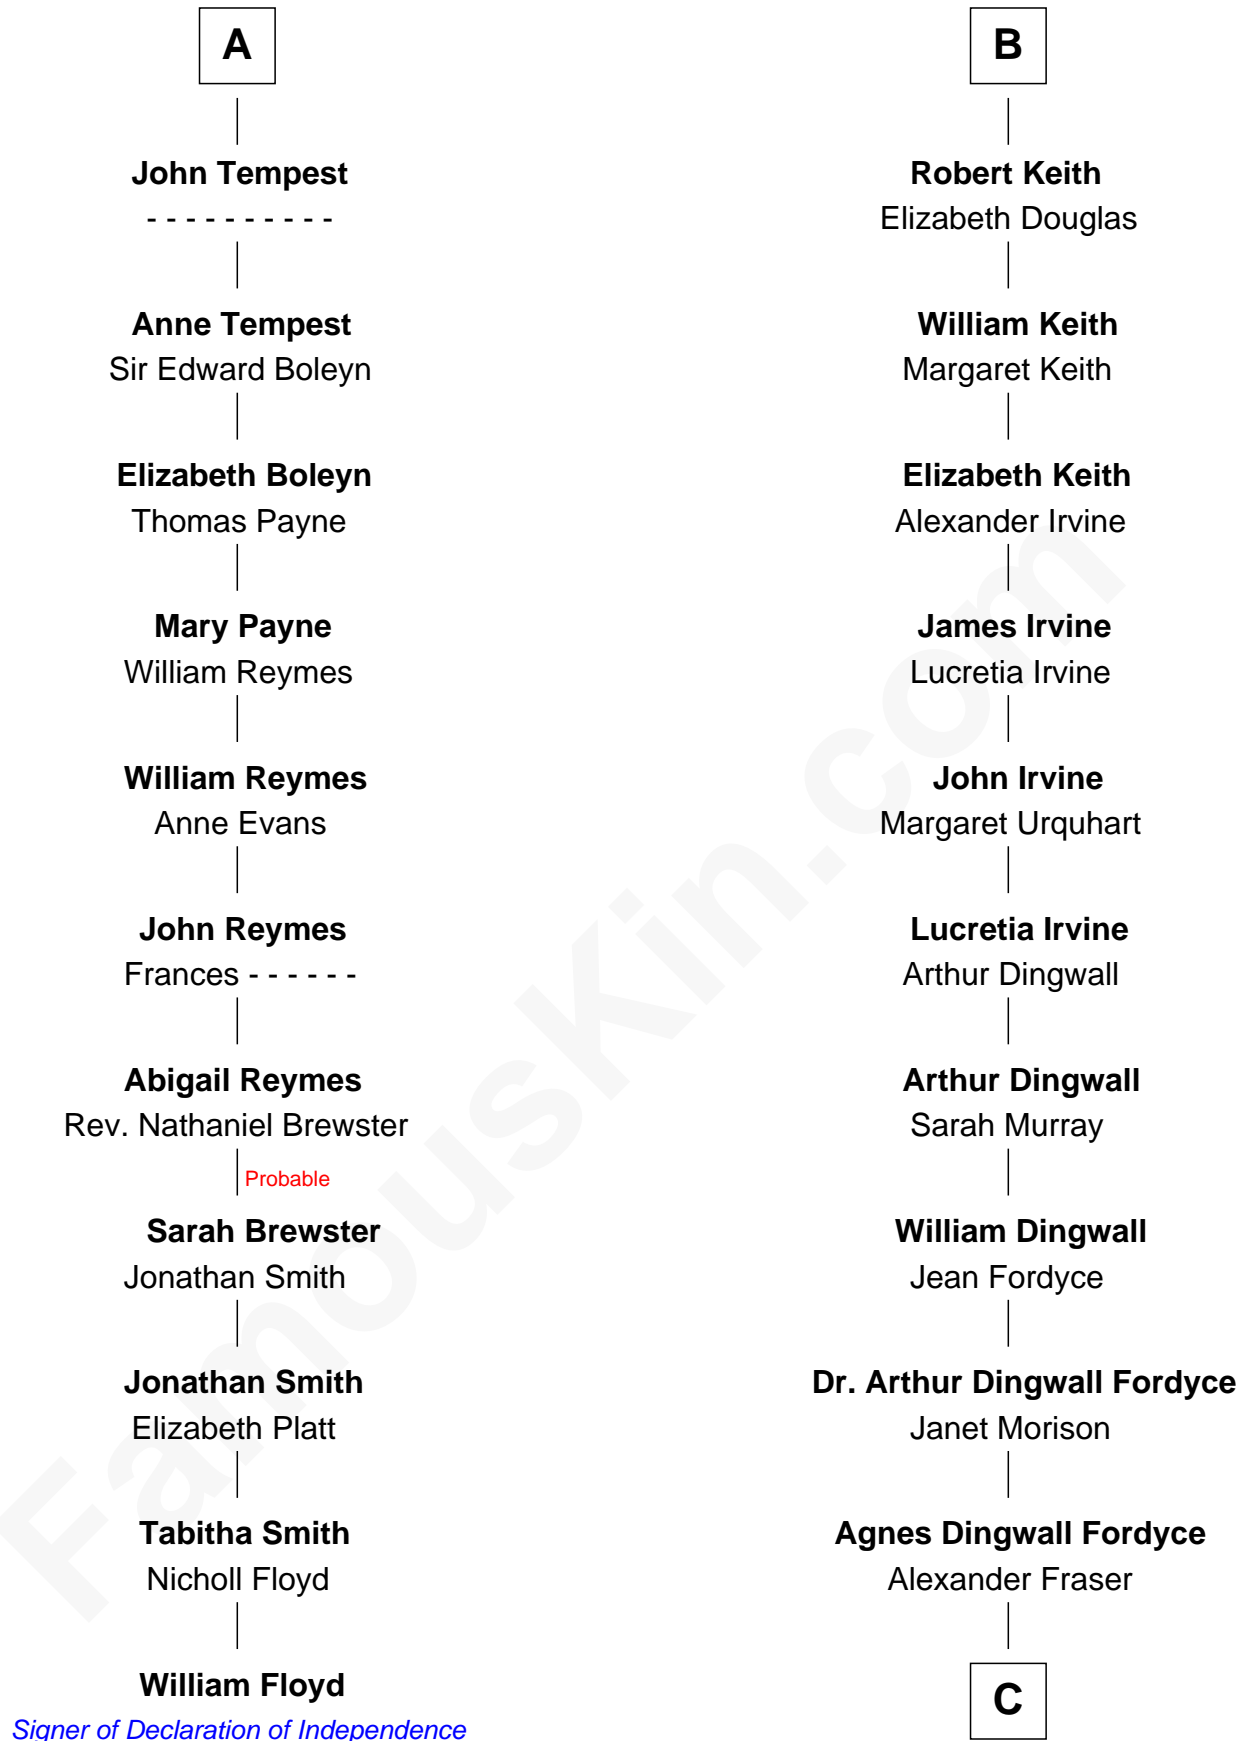 A
John Tempest
- - - - - - - - - -
Anne Tempest
Sir Edward Boleyn
Elizabeth Boleyn
Thomas Payne
Mary Payne
William Reymes
William Reymes
Anne Evans
John Reymes
Frances - - - - - -
Abigail Reymes
Rev. Nathaniel Brewster
Probable
Sarah Brewster
Jonathan Smith
Jonathan Smith
Elizabeth Platt
Tabitha Smith
Nicholl Floyd
William Floyd
Signer of Declaration of Independence
B
Robert Keith
Elizabeth Douglas
William Keith
Margaret Keith
Elizabeth Keith
Alexander Irvine
James Irvine
Lucretia Irvine
John Irvine
Margaret Urquhart
Lucretia Irvine
Arthur Dingwall
Arthur Dingwall
Sarah Murray
William Dingwall
Jean Fordyce
Dr. Arthur Dingwall Fordyce
Janet Morison
Agnes Dingwall Fordyce
Alexander Fraser
C
FamousKin.com